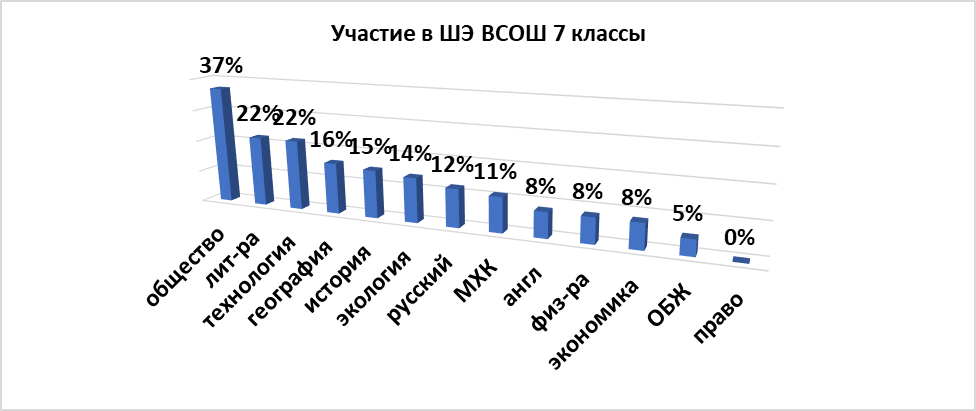 Участие в ШЭ ВСОШ 7 классы
37%
22%
22%
16%
15%
14%
12%
11%
8%
8%
8%
5%
0%
общество
лит-ра
технология
география
история
экология
русский
МХК
англ
физ-ра
экономика
ОБЖ
право